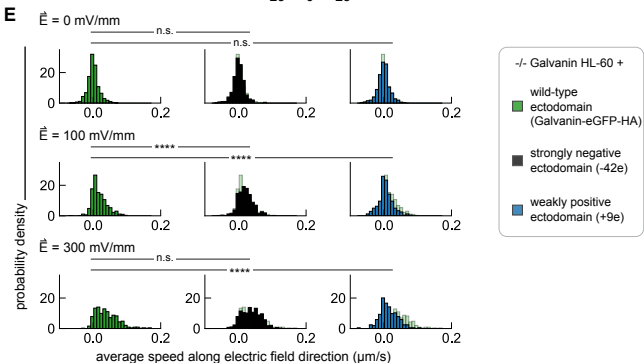 E
E⃗ = 0 mV/mm
n.s.
n.s.
20
0
0.0 0.2 0.0 0.2 0.0 0.2
E⃗ = 100 mV/mm
****
****
20
0
0.0 0.2 0.0 0.2 0.0 0.2
E⃗ = 300 mV/mm
n.s.
****
20 20 20
0 0 0
0.0 0.2 0.0 0.2 0.0 0.2
probability density
average speed along electric field direction (μm/s)
-/- Galvanin HL-60 +
wild-type
ectodomain
(Galvanin-eGFP-HA)
strongly negative
ectodomain (-42e)
weakly positive
ectodomain (+9e)